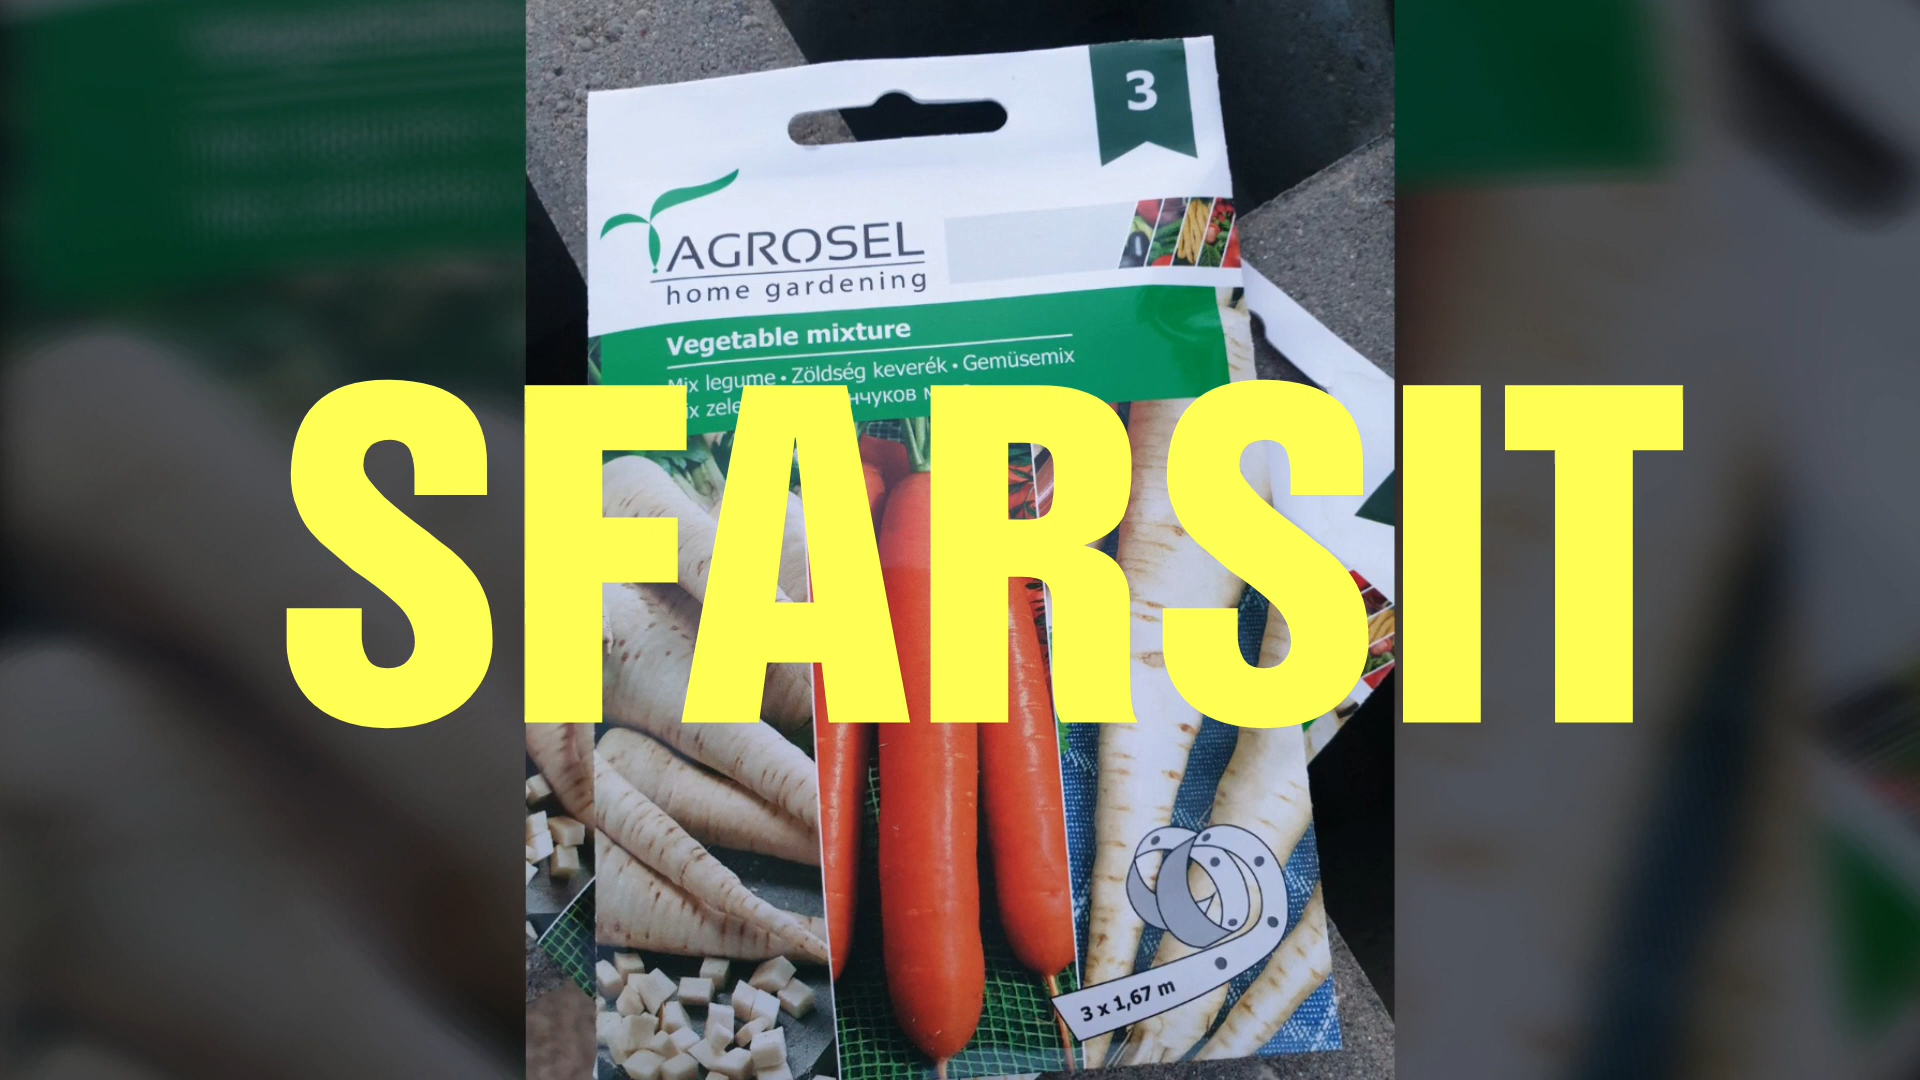 3
AGROSEL
home gardening
Vegetable mixture
Mix legume • Zöldség keverék • Gemüsemix
SFARSIT
3 x 1,67 m